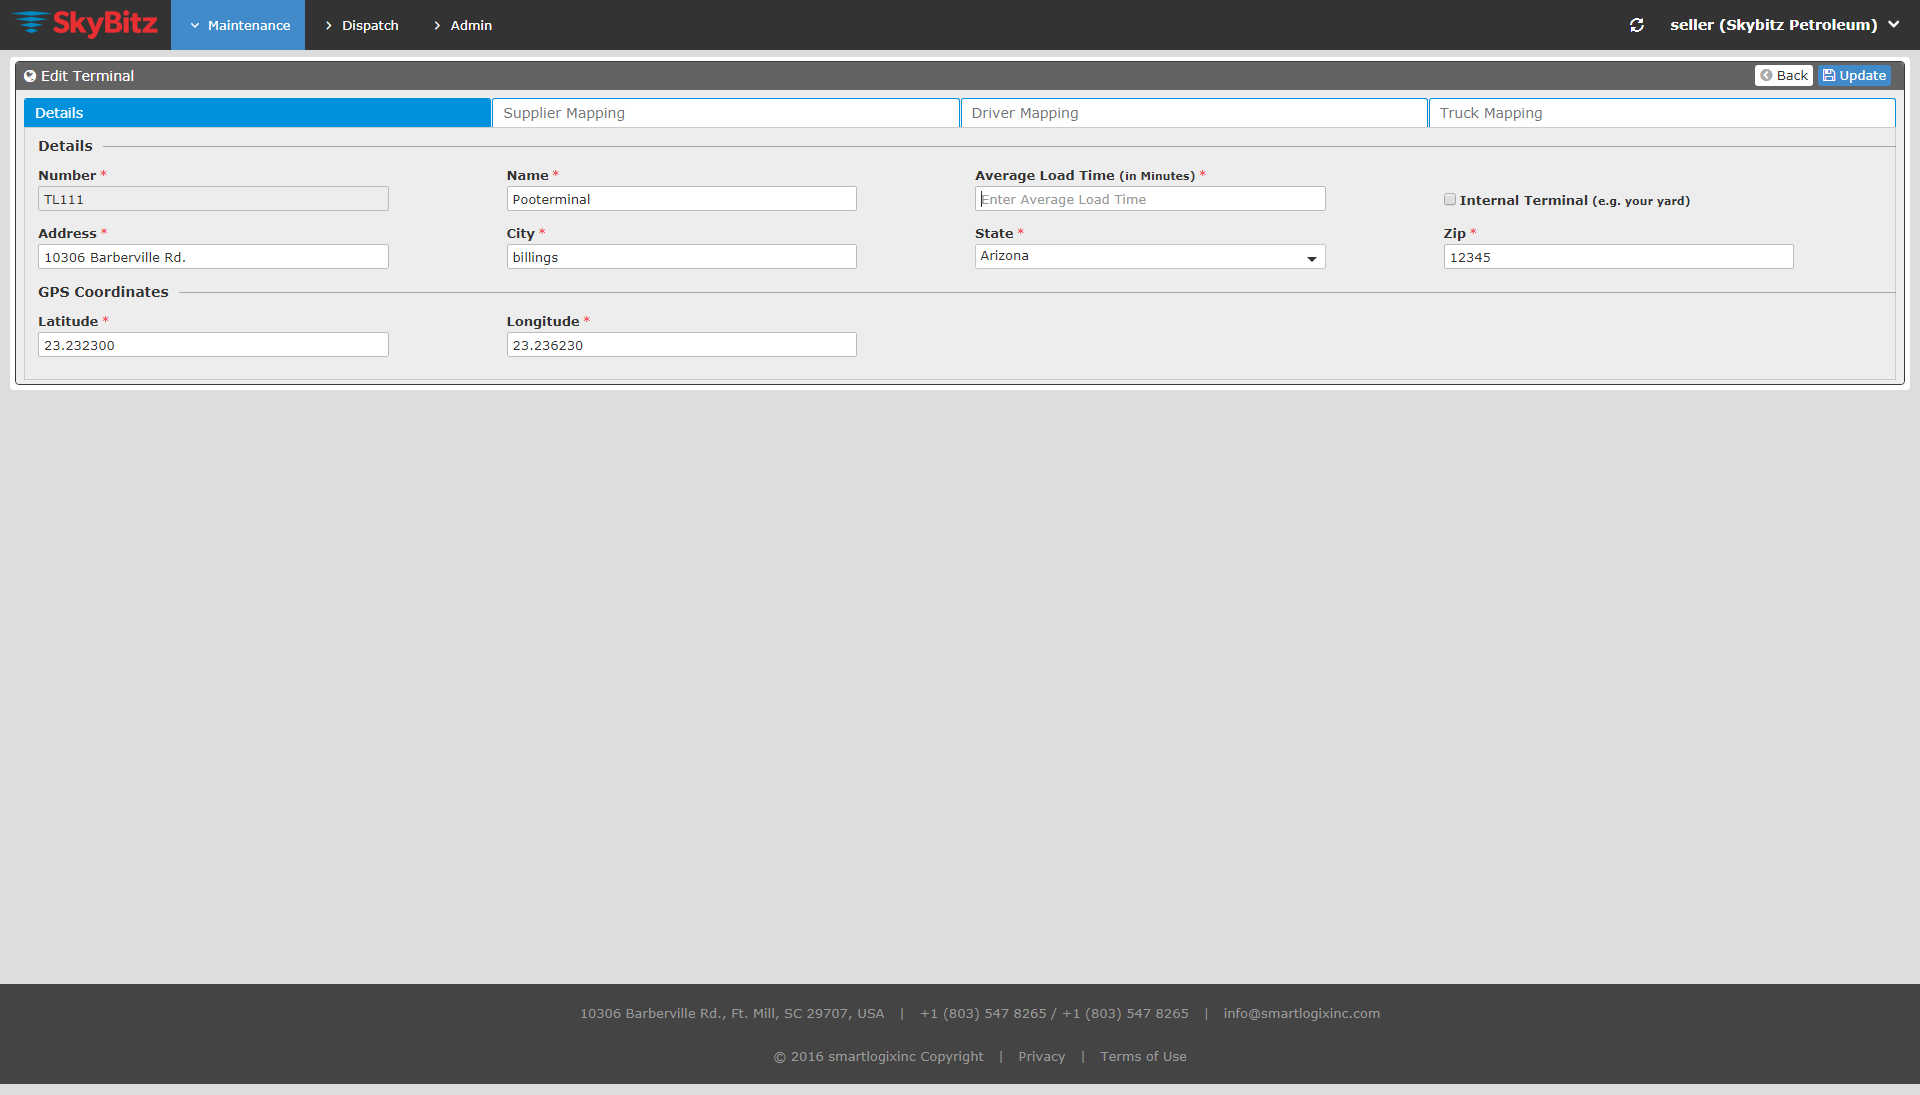 SkyBitz
Maintenance
Dispatch
Admin
seller (Skybitz Petroleum)
Edit Terminal
Back
Update
Details
Supplier Mapping
Driver Mapping
Truck Mapping
Details
Number *
Name *
Average Load Time (in Minutes) *
TL111
Pooterminal
Enter Average Load Time
Internal Terminal (e.g. your yard)
Address *
City *
State *
Zip *
10306 Barberville Rd.
billings
Arizona
12345
GPS Coordinates
Latitude *
Longitude *
23.232300
23.236230
10306 Barberville Rd., Ft. Mill, SC 29707, USA | +1 (803) 547 8265 / +1 (803) 547 8265 | info@smartlogixinc.com
© 2016 smartlogixinc Copyright | Privacy | Terms of Use